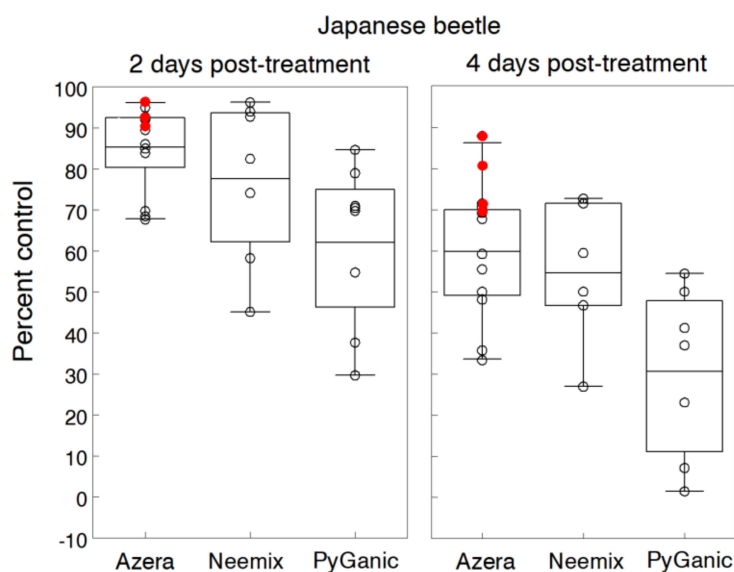 Japanese beetle
2 days post-treatment
4 days post-treatment
Percent control
100
90
80
70
60
50
40
30
20
10
0
-10
Azera Neemix PyGanic
Azera Neemix PyGanic